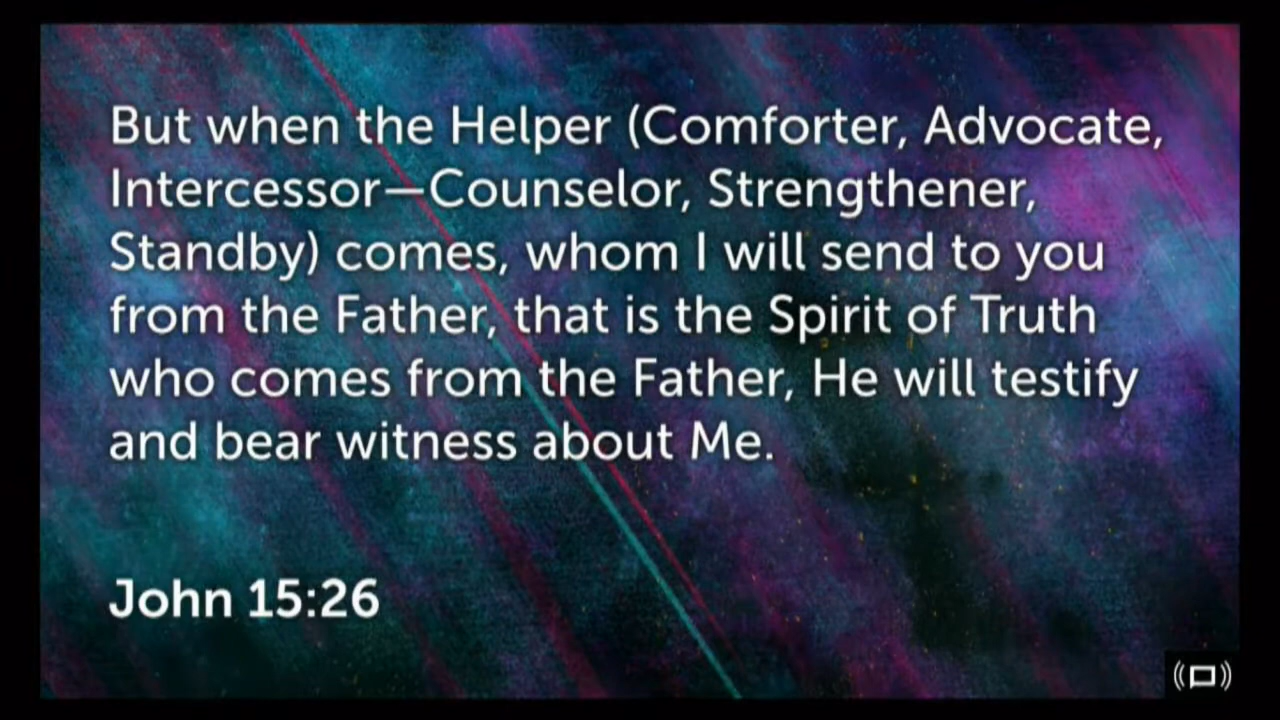 But when the Helper (Comforter, Advocate,
Intercessor—Counselor, Strengthener,
Standby) comes, whom I will send to you
from the Father, that is the Spirit of Truth
who comes from the Father, He will testify
and bear witness about Me.
John 15:26